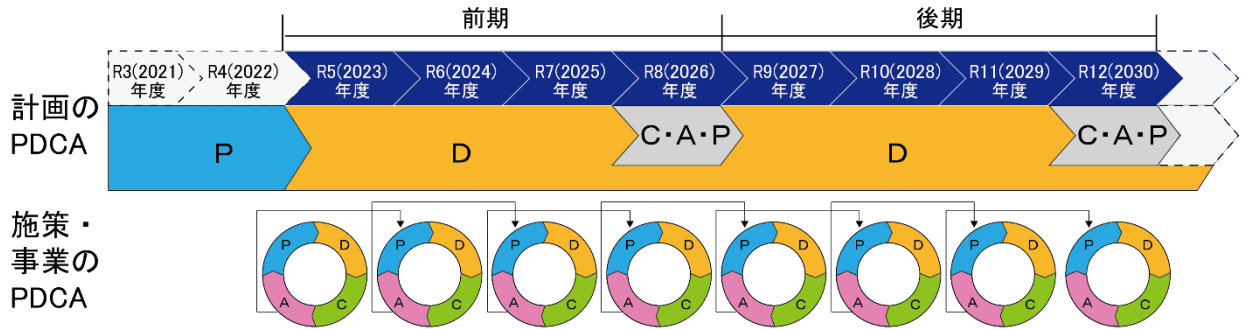 前期
後期
R3(2021)
年度
R4(2022)
年度
R5(2023)
年度
R6(2024)
年度
R7(2025)
年度
R8(2026)
年度
R9(2027)
年度
R10(2028)
年度
R11(2029)
年度
R12(2030)
年度
計画の
PDCA
P
D
C・A・P
D
C・A・P
施策・
事業の
PDCA
P
D
A
C
P
D
A
C
P
D
A
C
P
D
A
C
P
D
A
C
P
D
A
C
P
D
A
C
P
D
A
C